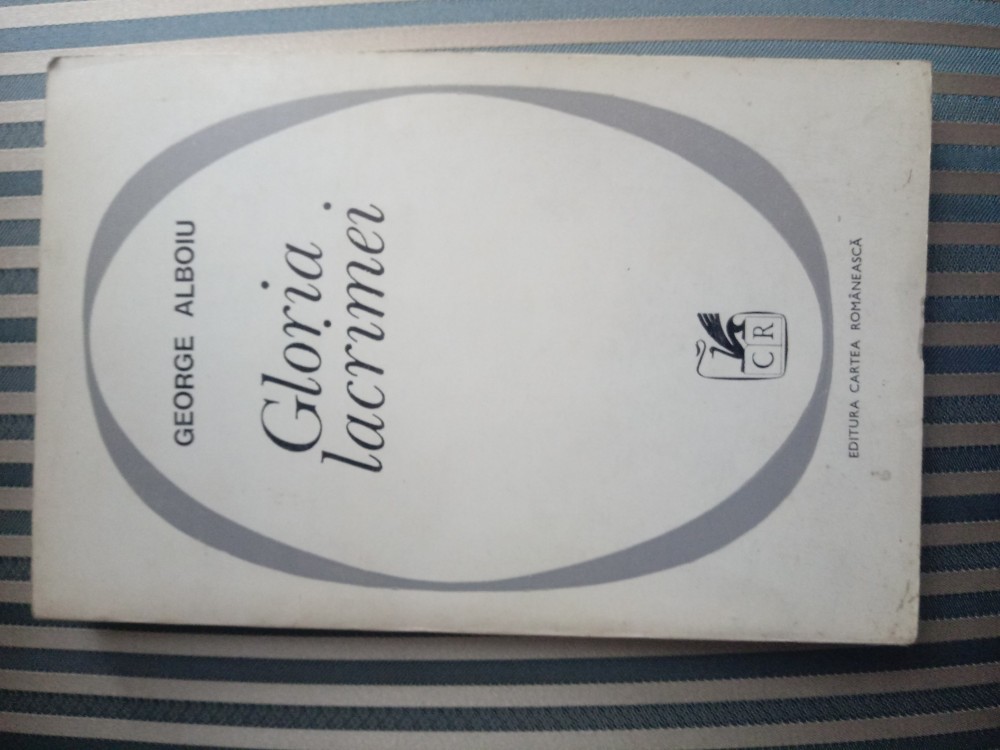 GEORGE ALBOIU
Gloria
lacrimei
C R
EDITURA CARTEA ROMÂNEASCĂ